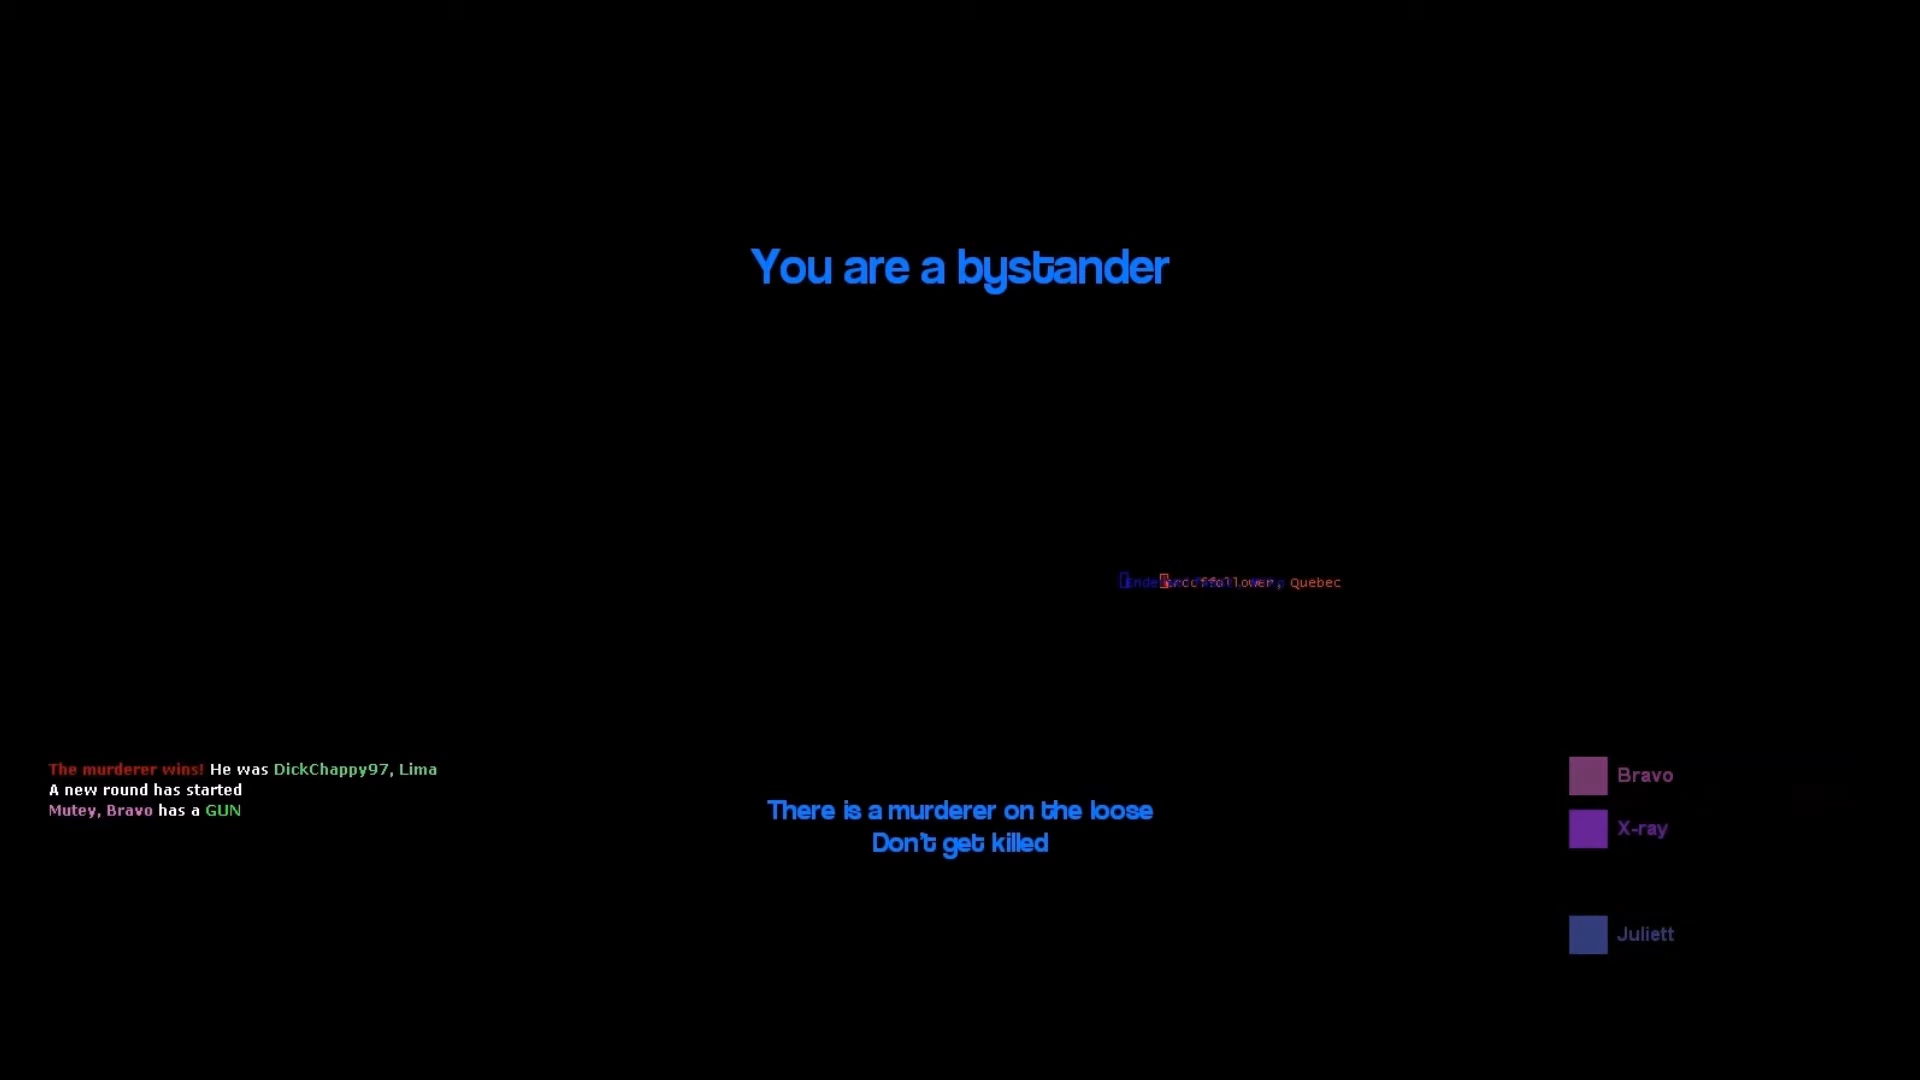 You are a bystander
Quebec
The murderer wins! He was DickChappy97, Lima
A new round has started
Mutey, Bravo has a GUN
There is a murderer on the loose
Don't get killed
Bravo
X-ray
Juliett